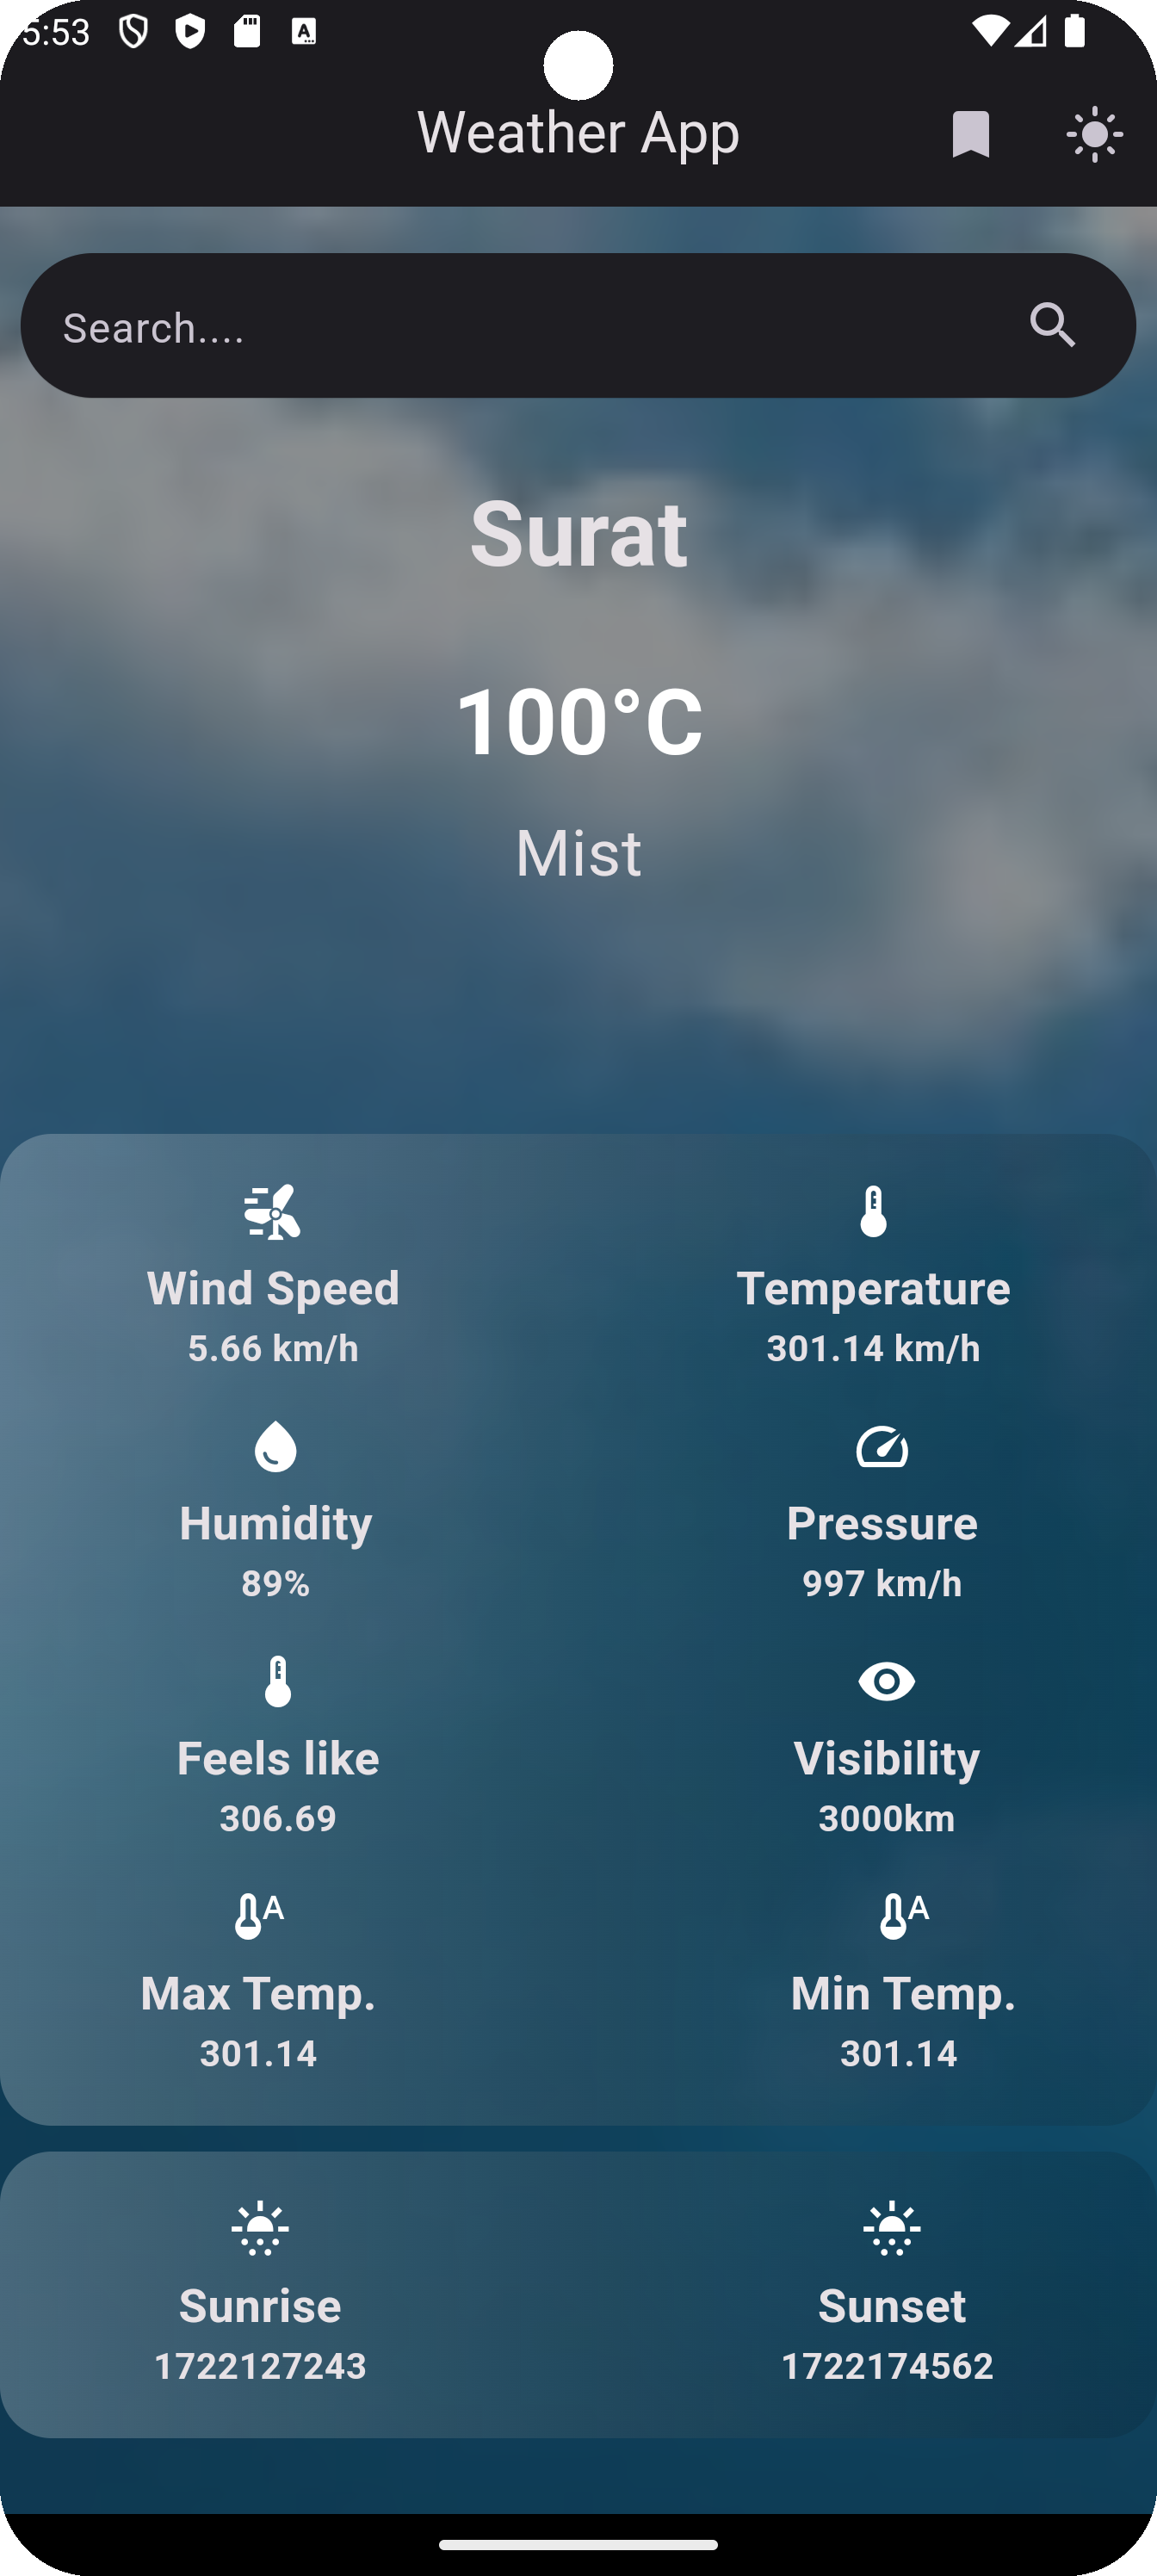 5:53
Weather App
Search....
Surat
100°C
Mist
Wind Speed
5.66 km/h
Temperature
301.14 km/h
Humidity
89%
Pressure
997 km/h
Feels like
306.69
Visibility
3000km
A
Max Temp.
301.14
A
Min Temp.
301.14
Sunrise
1722127243
Sunset
1722174562